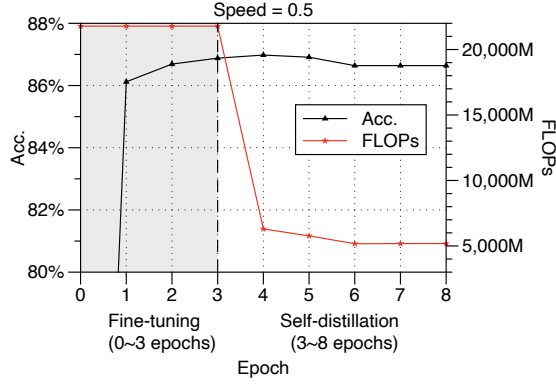 Speed = 0.5
88%
86%
84%
82%
80%
Acc.
20,000M
15,000M
10,000M
5,000M
FLOPs
Acc.
FLOPs
0 1 2 3 4 5 6 7 8
Fine-tuning Self-distillation
(0~3 epochs) (3~8 epochs)
Epoch